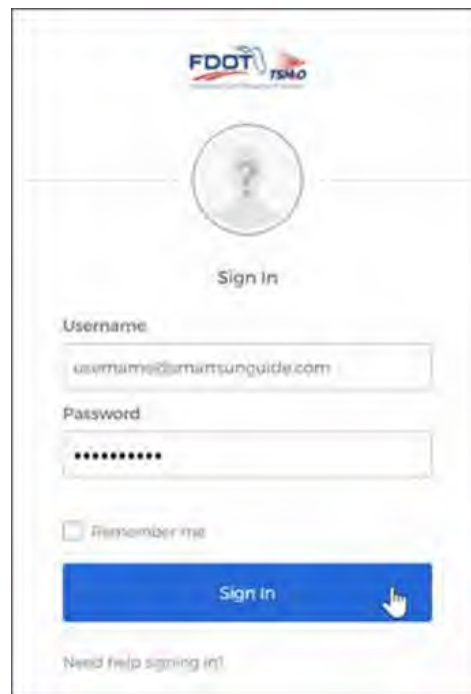 FDOT
TSM&O
?
Sign In
Username
username@smartsunguide.com
Password
••••••••••
Remember me
Sign In
Need help signing in?